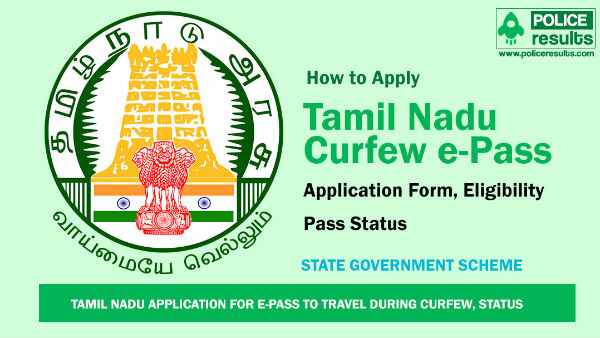 தமிழ்நாடு அரசு
வாய்மையே வெல்லும்
POLICE
results
www.policeresults.com
How to Apply
Tamil Nadu
Curfew e-Pass
Application Form, Eligibility
Pass Status
STATE GOVERNMENT SCHEME
TAMIL NADU APPLICATION FOR E-PASS TO TRAVEL DURING CURFEW, STATUS